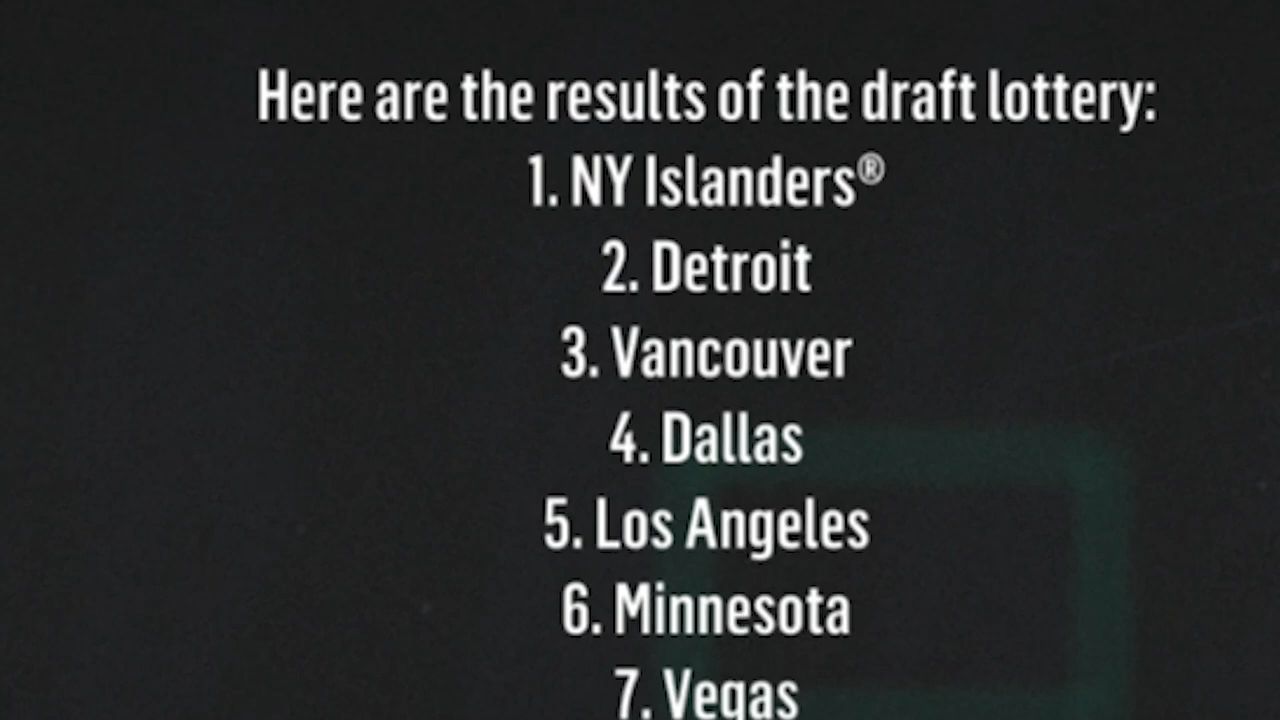 Here are the results of the draft lottery:
1. NY Islanders®
2. Detroit
3. Vancouver
4. Dallas
5. Los Angeles
6. Minnesota
7. Vegas